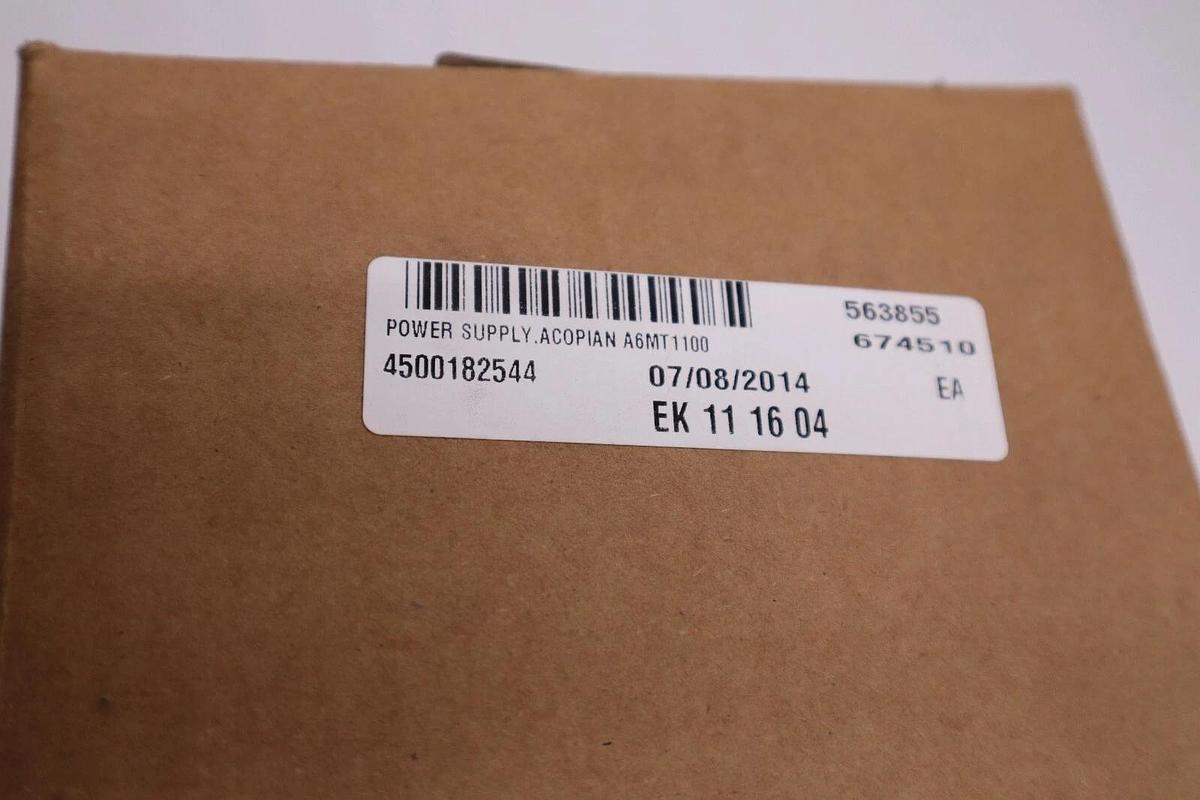 563855
POWER SUPPLY.ACOPIAN A6MT1100 674510
4500182544 07/08/2014 EA
EK 11 16 04